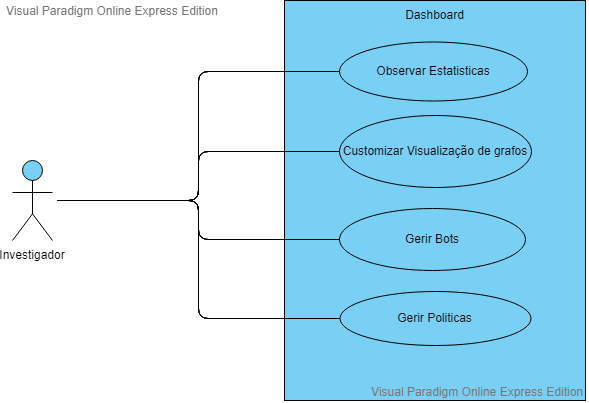 Visual Paradigm Online Express Edition
Dashboard
Observar Estatisticas
Customizar Visualização de grafos
Investigador
Gerir Bots
Gerir Politicas
Visual Paradigm Online Express Edition